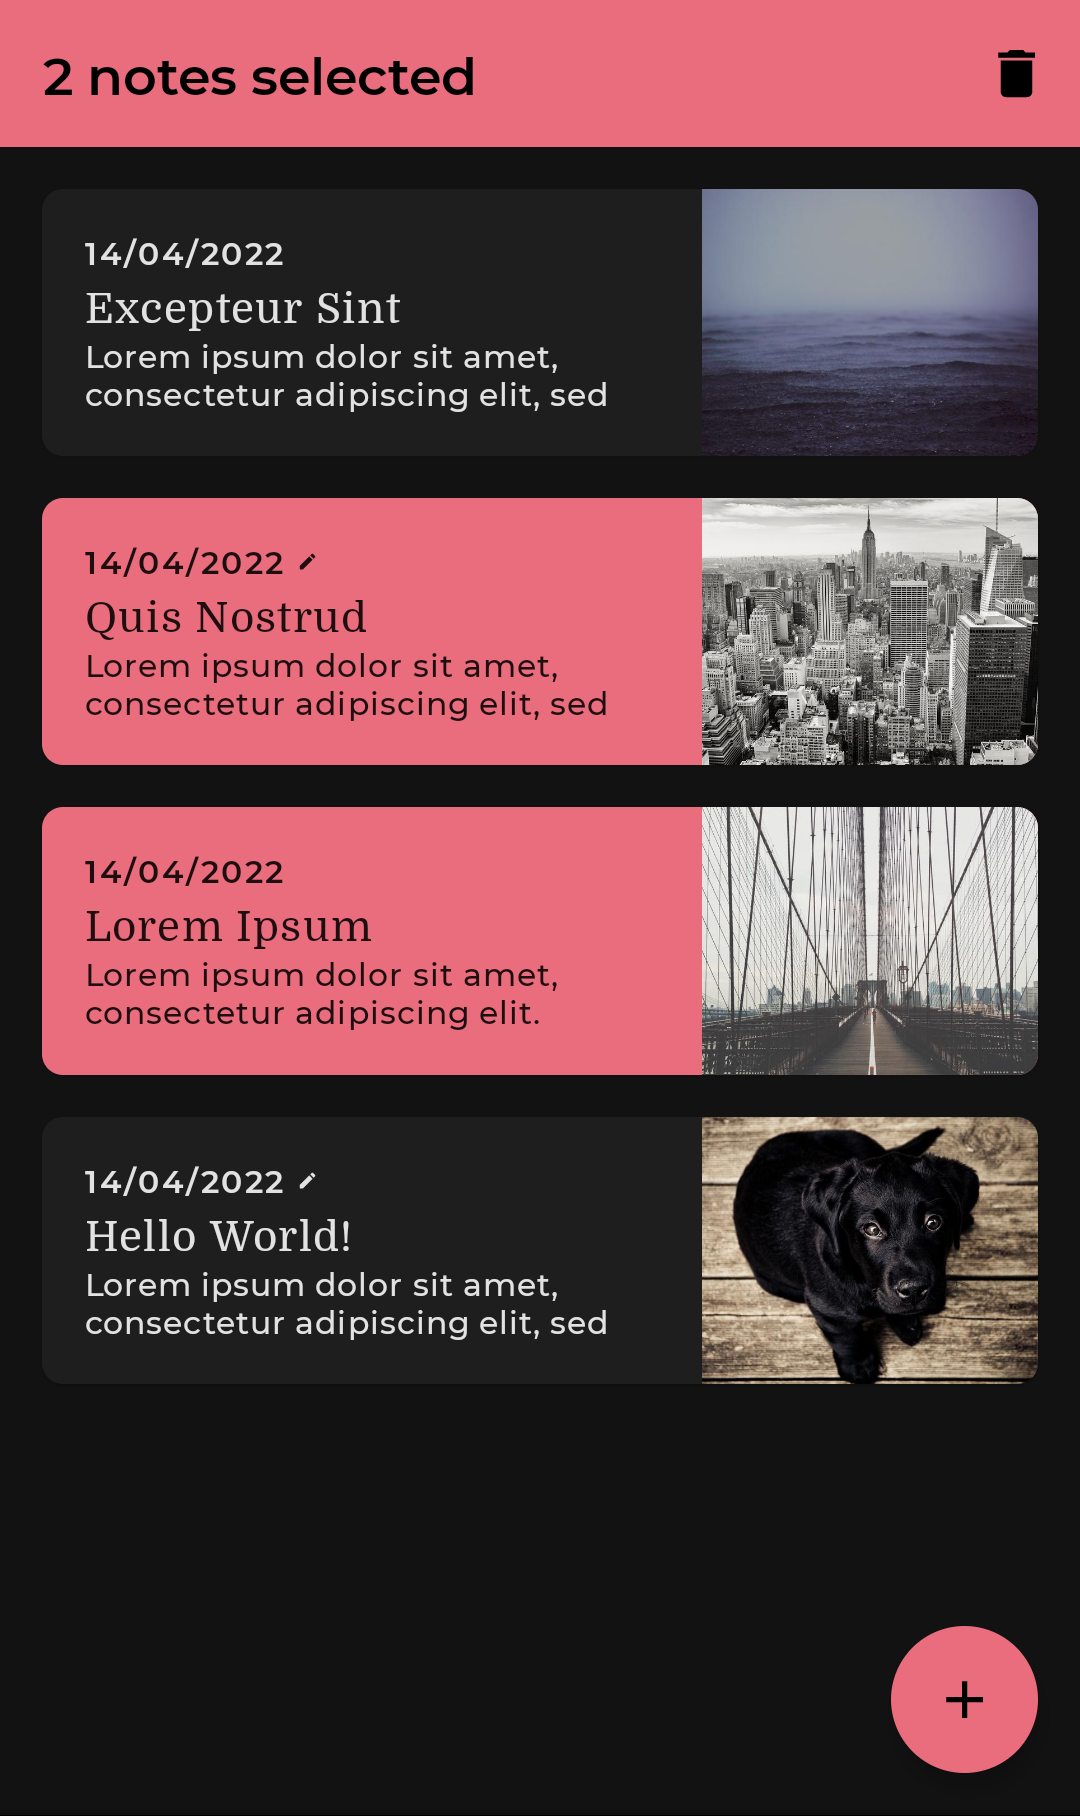 2 notes selected
14/04/2022
Excepteur Sint
Lorem ipsum dolor sit amet,
consectetur adipiscing elit, sed
14/04/2022
Quis Nostrud
Lorem ipsum dolor sit amet,
consectetur adipiscing elit, sed
14/04/2022
Lorem Ipsum
Lorem ipsum dolor sit amet,
consectetur adipiscing elit.
14/04/2022
Hello World!
Lorem ipsum dolor sit amet,
consectetur adipiscing elit, sed